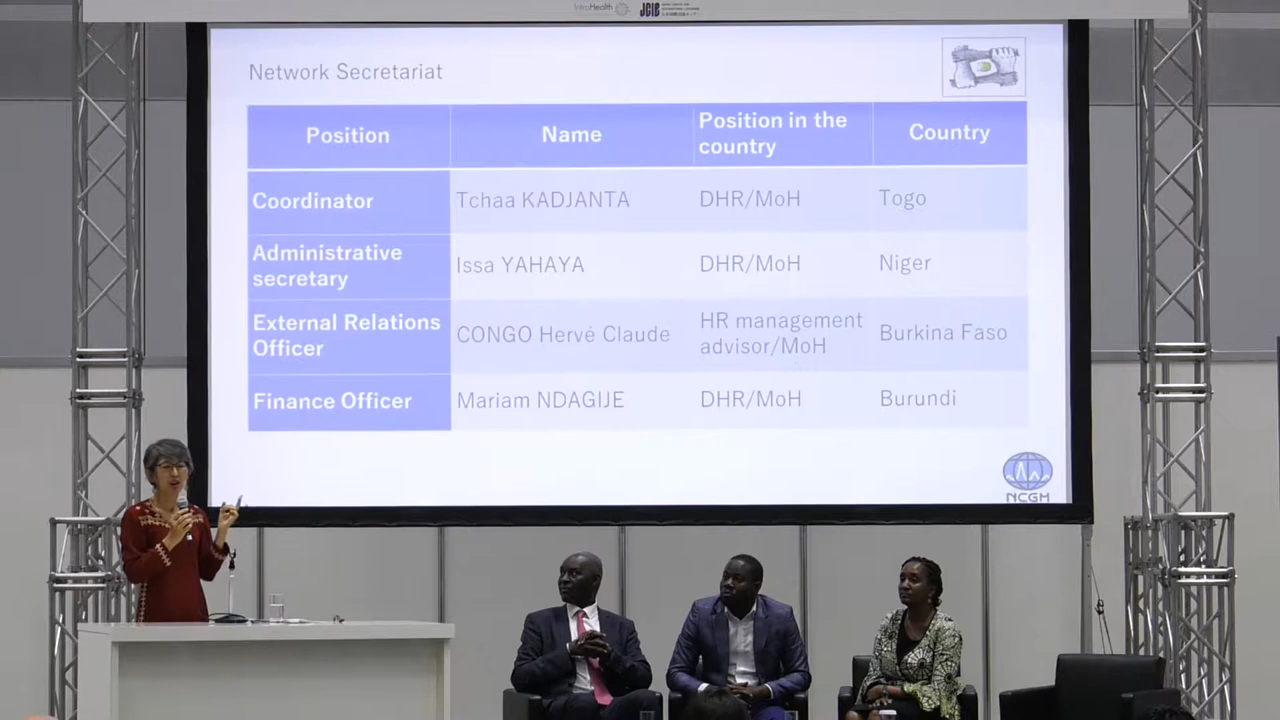 IntraHealth JCIE
Network Secretariat
Position Name Position in the country Country
Coordinator Tchaa KADJANTA DHR/MoH Togo
Administrative secretary Issa YAHAYA DHR/MoH Niger
External Relations Officer CONGO Hervé Claude HR management advisor/MoH Burkina Faso
Finance Officer Mariam NDAGIJE DHR/MoH Burundi
NCGM